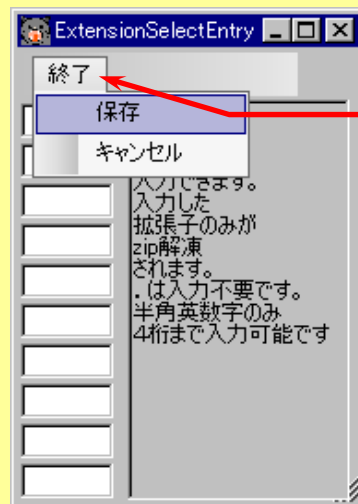 ExtensionSelectEntry
終了
保存
キャンセル
入力できます。
入力した
拡張子のみが
zip解凍
されます。
.は入力不要です。
半角英数字のみ
4桁まで入力可能です